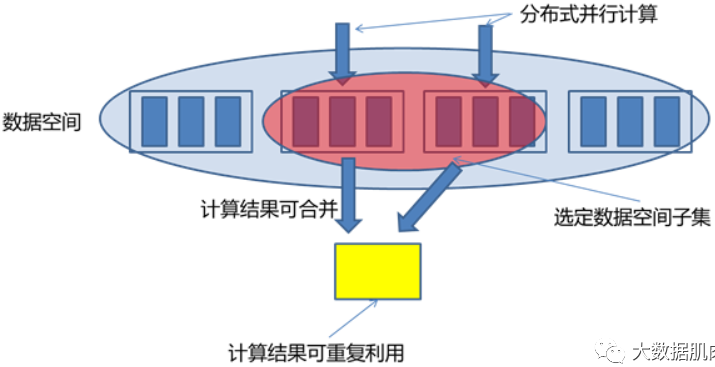 分布式并行计算
数据空间
计算结果可合并
选定数据空间子集
计算结果可重复利用
大数据肌肉